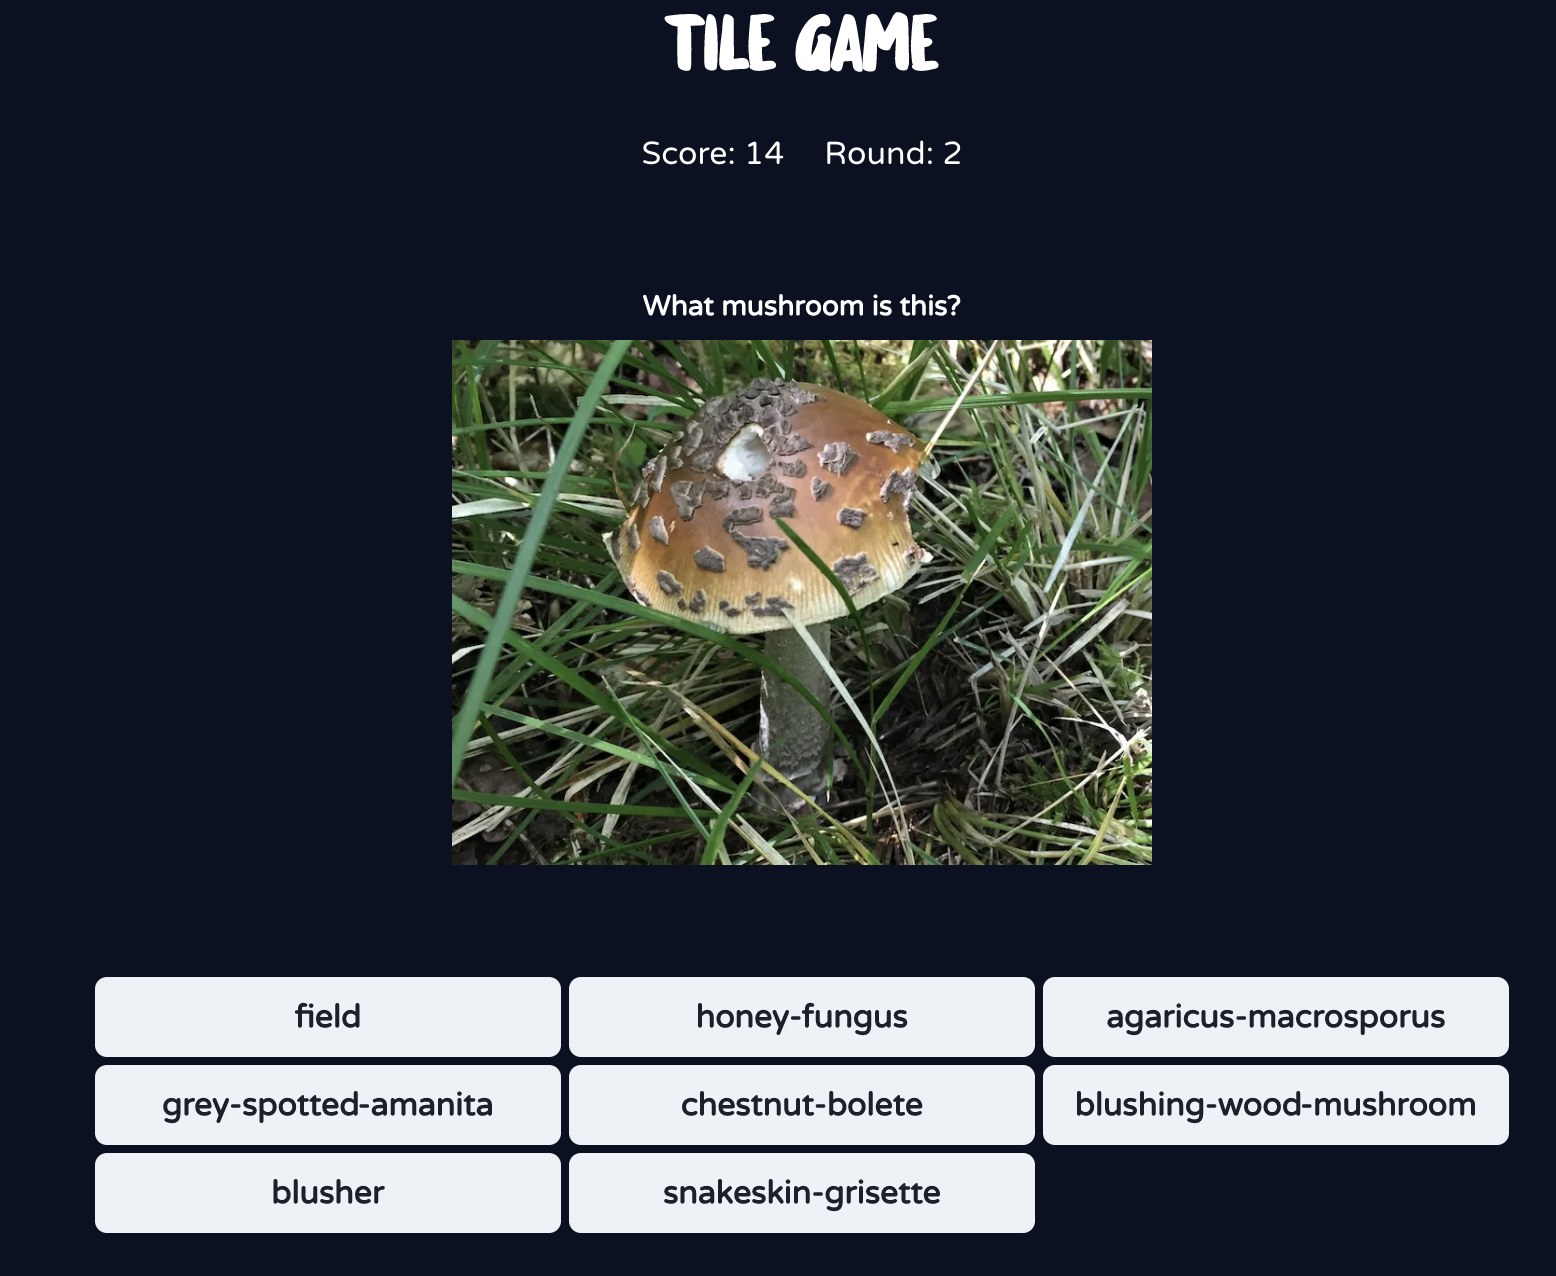 TILE GAME
Score: 14 Round: 2
What mushroom is this?
field
honey-fungus
agaricus-macrosporus
grey-spotted-amanita
chestnut-bolete
blushing-wood-mushroom
blusher
snakeskin-grisette